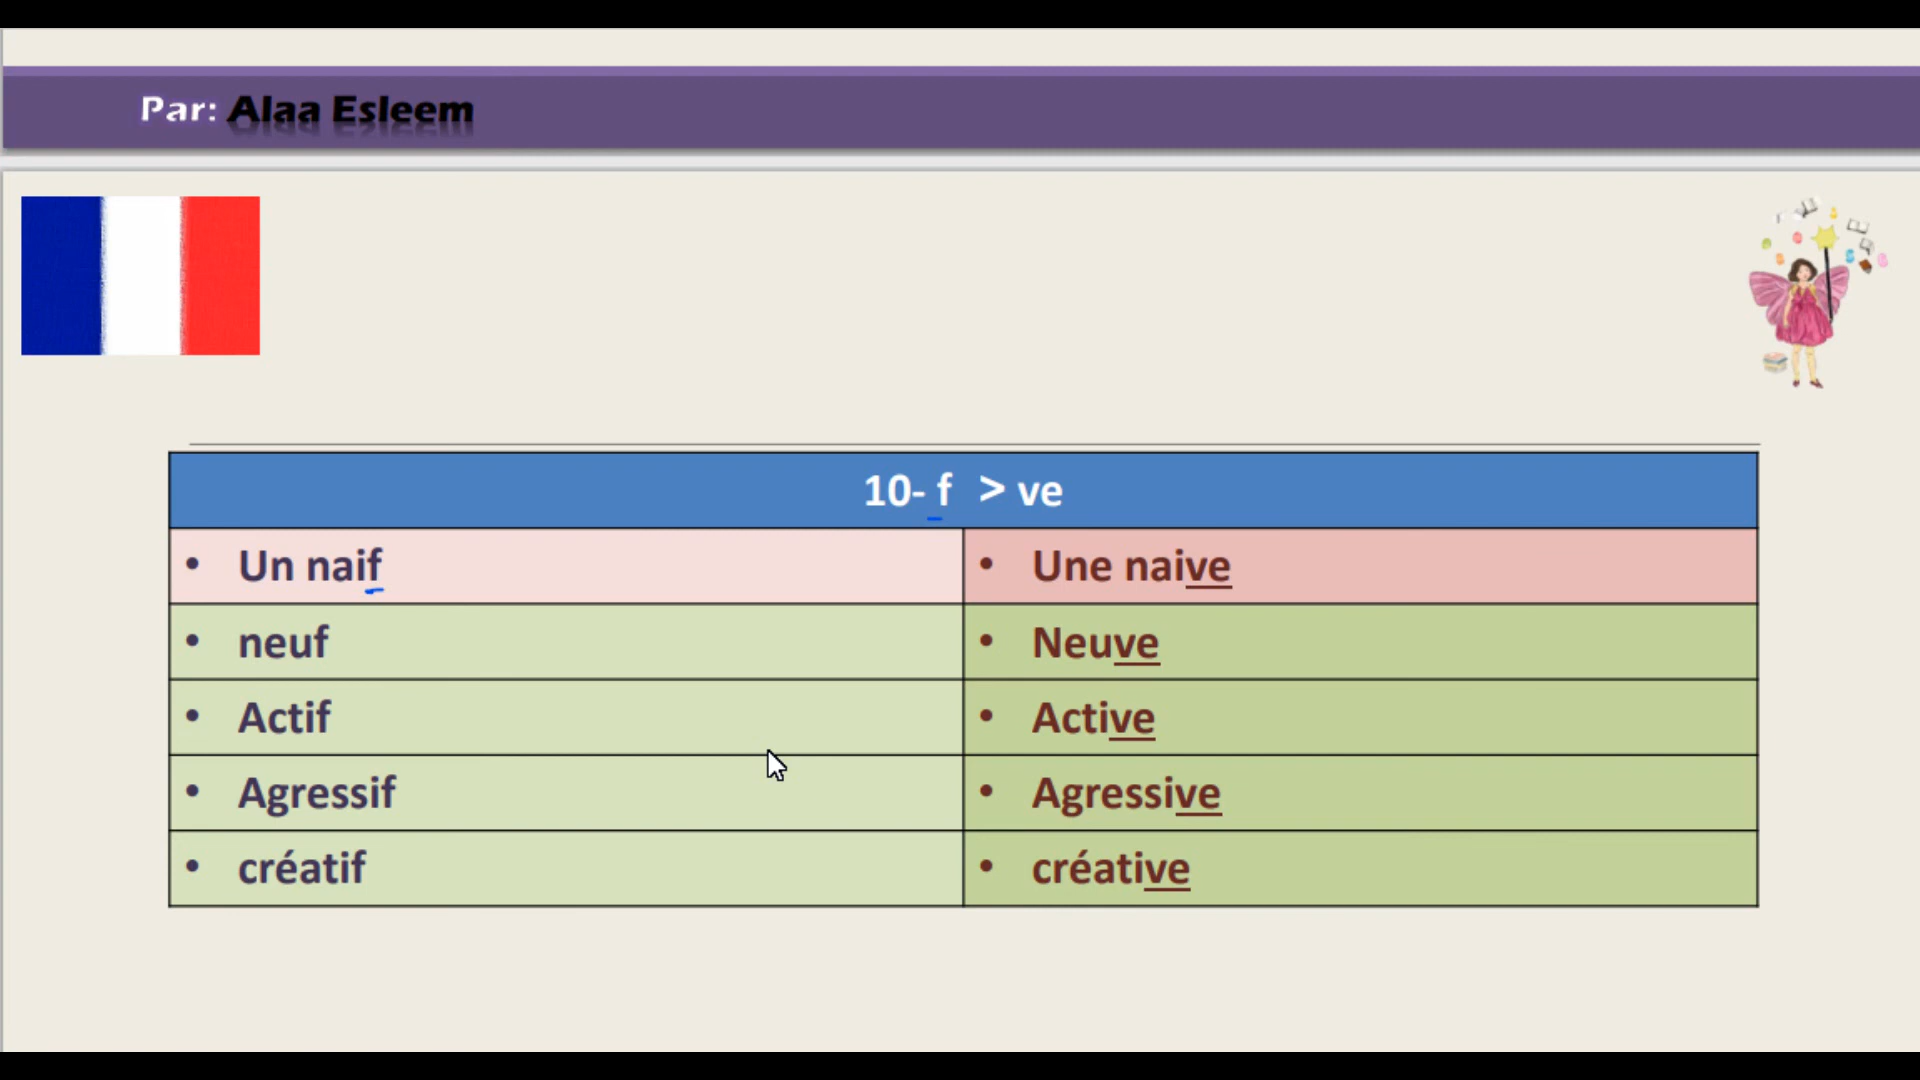 Par: Alaa Esleem
10- f > ve
• Un naif
• Une naive
• neuf
• Neuve
• Actif
• Active
• Agressif
• Agressive
• créatif
• créative